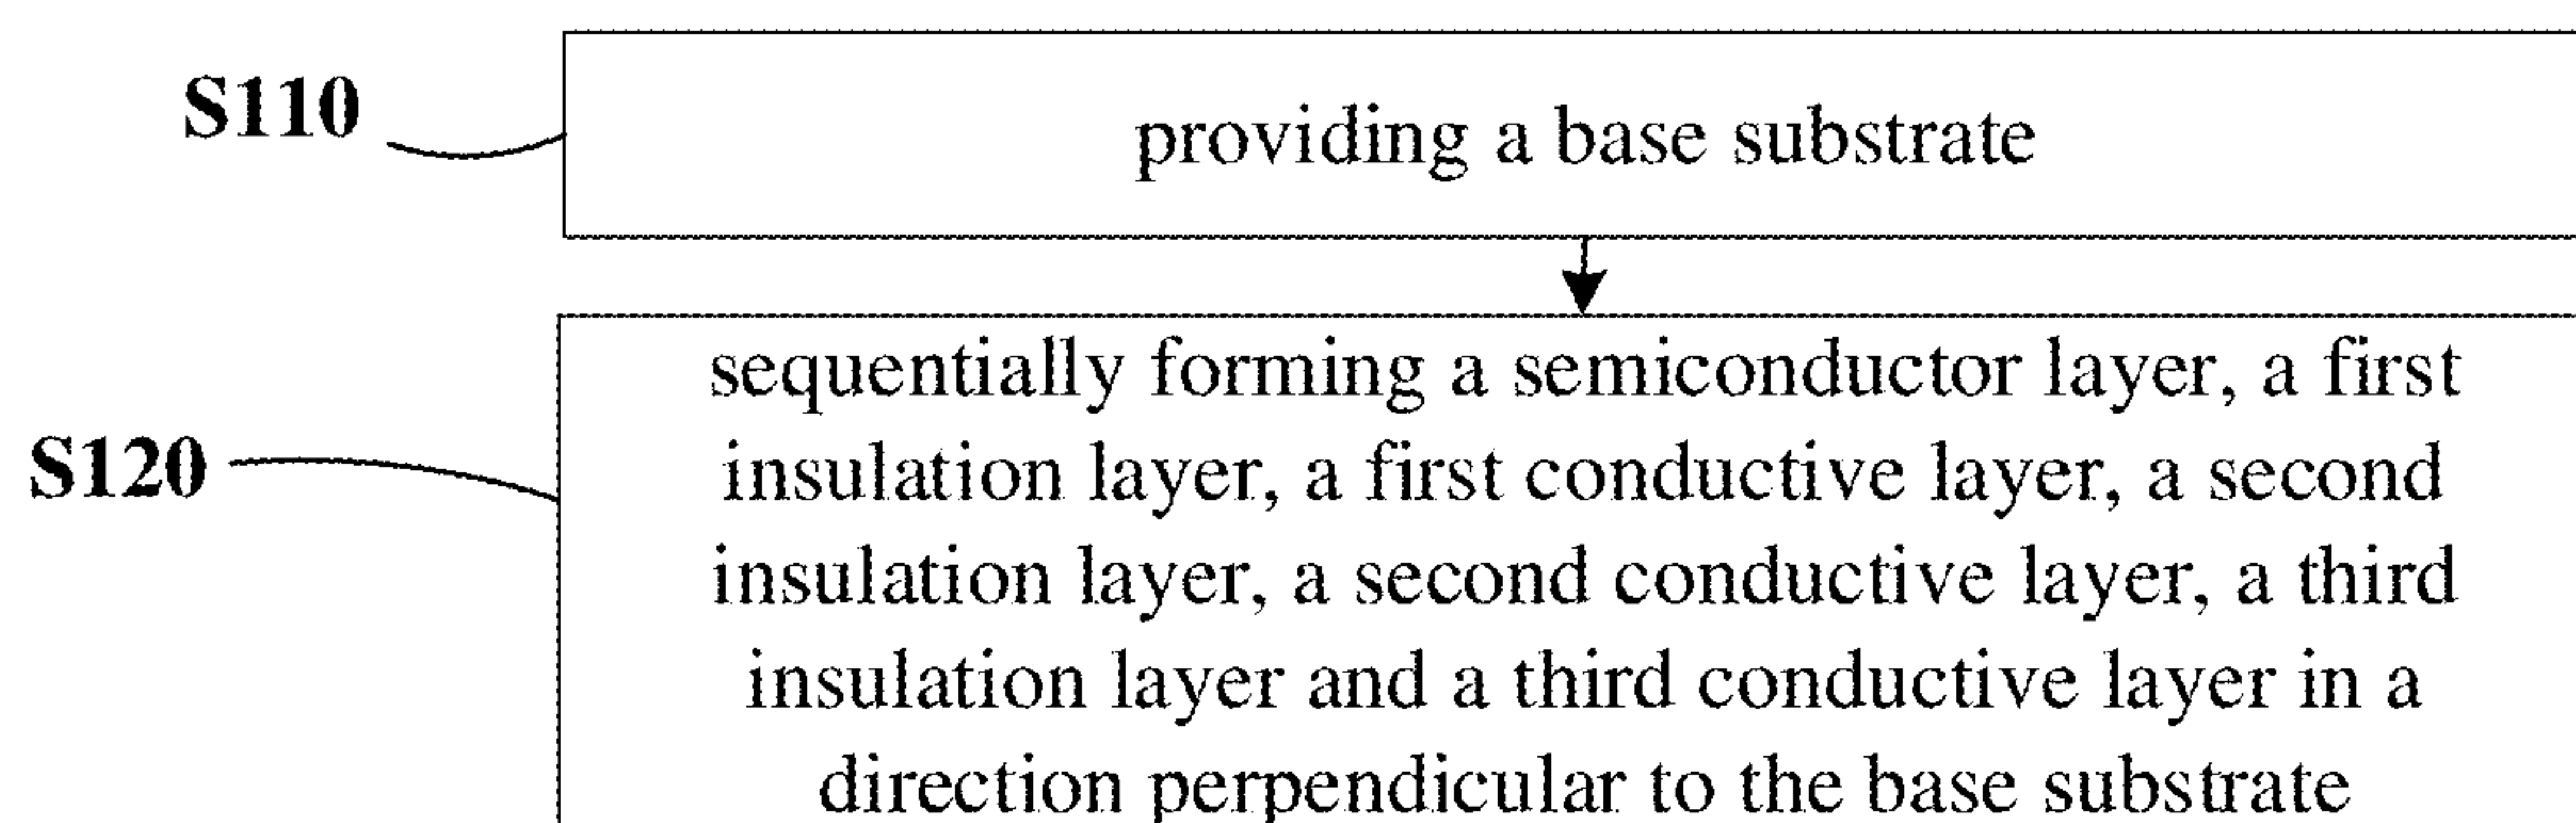 S110
providing a base substrate
S120
sequentially forming a semiconductor layer, a first
insulation layer, a first conductive layer, a second
insulation layer, a second conductive layer, a third
insulation layer and a third conductive layer in a
direction perpendicular to the base substrate